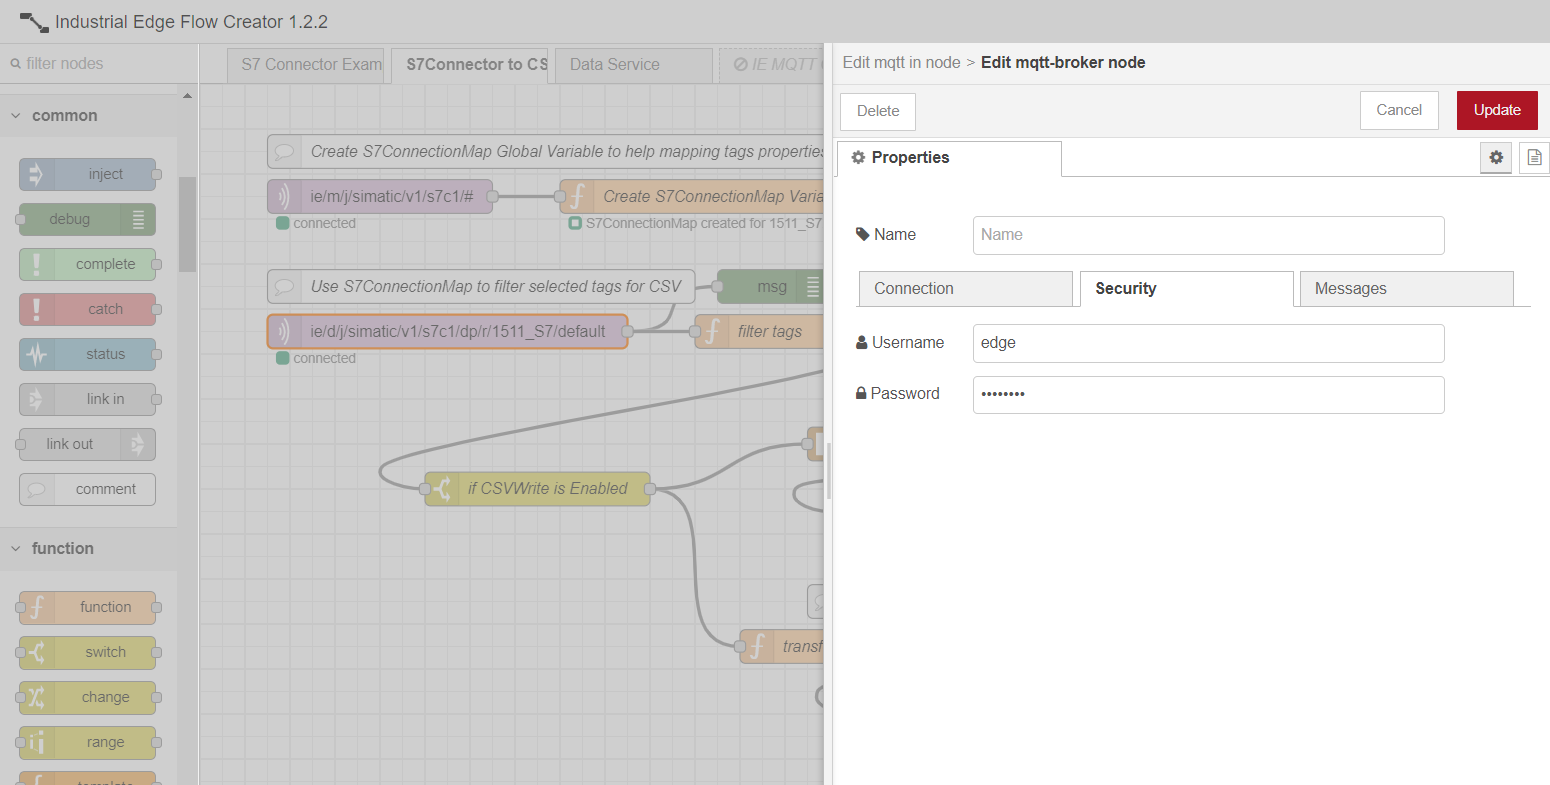 Industrial Edge Flow Creator 1.2.2
filter nodes
common
inject
debug
complete
catch
status
link in
link out
comment
function
function
switch
change
range
template
S7 Connector Exam
S7Connector to CS
Data Service
IE MQTT
Create S7ConnectionMap Global Variable to help mapping tags properties
ie/m/j/simatic/v1/s7c1/#
Create S7ConnectionMap Varia
connected
S7ConnectionMap created for 1511_S7
Use S7ConnectionMap to filter selected tags for CSV
msg
ie/d/j/simatic/v1/s7c1/dp/r/1511_S7/default
filter tags
connected
if CSVWrite is Enabled
transf
Edit mqtt in node > Edit mqtt-broker node
Delete
Cancel
Update
Properties
Name
Name
Connection
Security
Messages
Username
edge
Password
••••••••